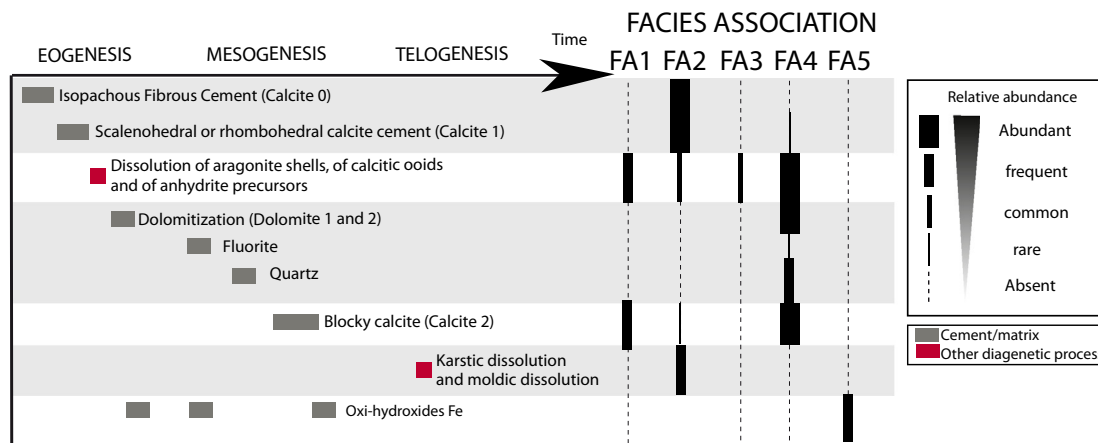 FACIES ASSOCIATION
EOGENESIS MESOGENESIS TELOGENESIS Time FA1 FA2 FA3 FA4 FA5
Isopachous Fibrous Cement (Calcite 0)
Scalenohedral or rhombohedral calcite cement (Calcite 1)
Dissolution of aragonite shells, of calcitic ooids
and of anhydrite precursors
Dolomitization (Dolomite 1 and 2)
Fluorite
Quartz
Blocky calcite (Calcite 2)
Karstic dissolution
and moldic dissolution
Oxi-hydroxides Fe
Relative abundance
Abundant
frequent
common
rare
Absent
Cement/matrix
Other diagenetic proces